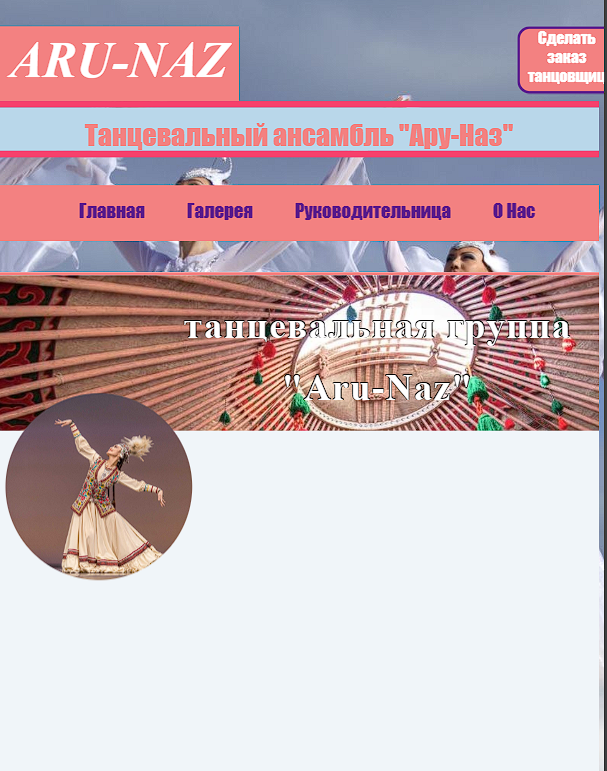 ARU-NAZ
Сделать
заказ
танцовщиц
Танцевальный ансамбль "Ару-Наз"
Главная Галерея Руководительница О Нас
танцевальная группа
"Aru-Naz"